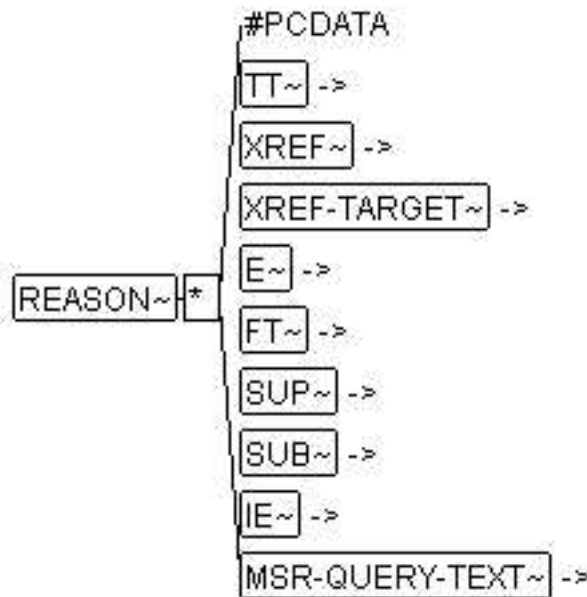 #PCDATA
TT~ ->
XREF~ ->
XREF-TARGET~ ->
E~ ->
REASON~ *
FT~ ->
SUP~ ->
SUB~ ->
IE~ ->
MSR-QUERY-TEXT~ ->